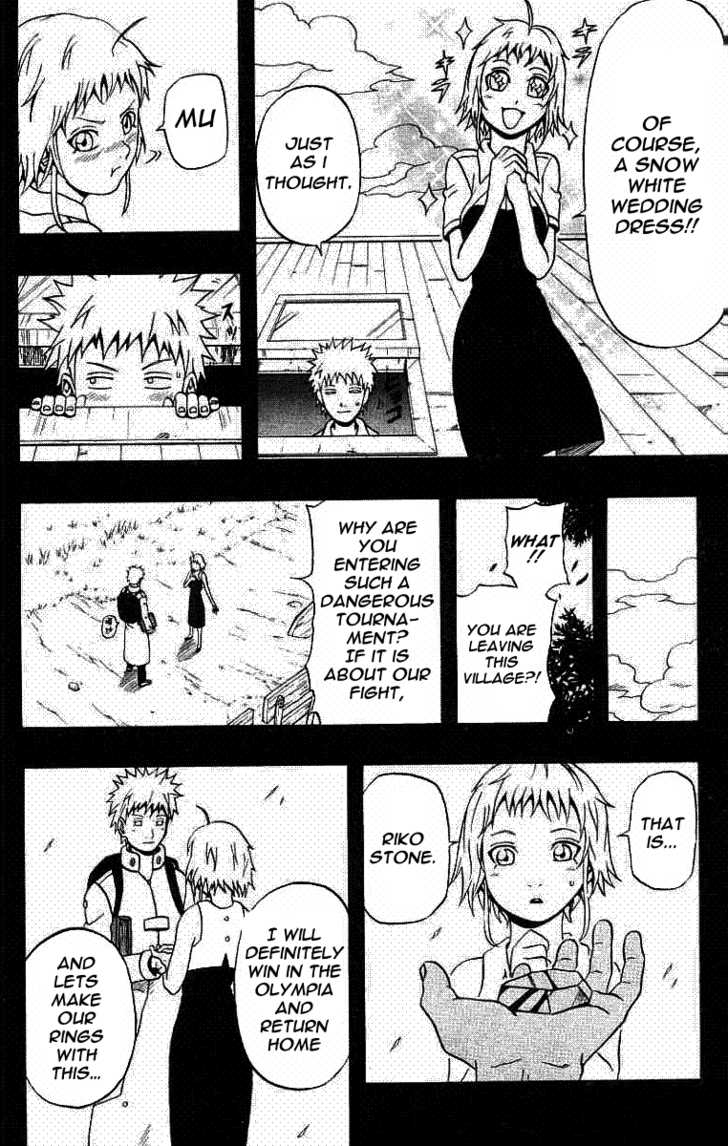 OF
COURSE,
A SNOW
WHITE
WEDDING
DRESS!!
JUST
AS I
THOUGHT.
MU
WHAT
!!
YOU ARE
LEAVING
THIS
VILLAGE?!
WHY ARE
YOU
ENTERING
SUCH A
DANGEROUS
TOURNA-
MENT?
IF IT IS
ABOUT OUR
FIGHT,
THAT
IS...
RIKO
STONE.
I WILL
DEFINITELY
WIN IN THE
OLYMPIA
AND
RETURN
HOME
AND
LETS
MAKE
OUR
RINGS
WITH
THIS...